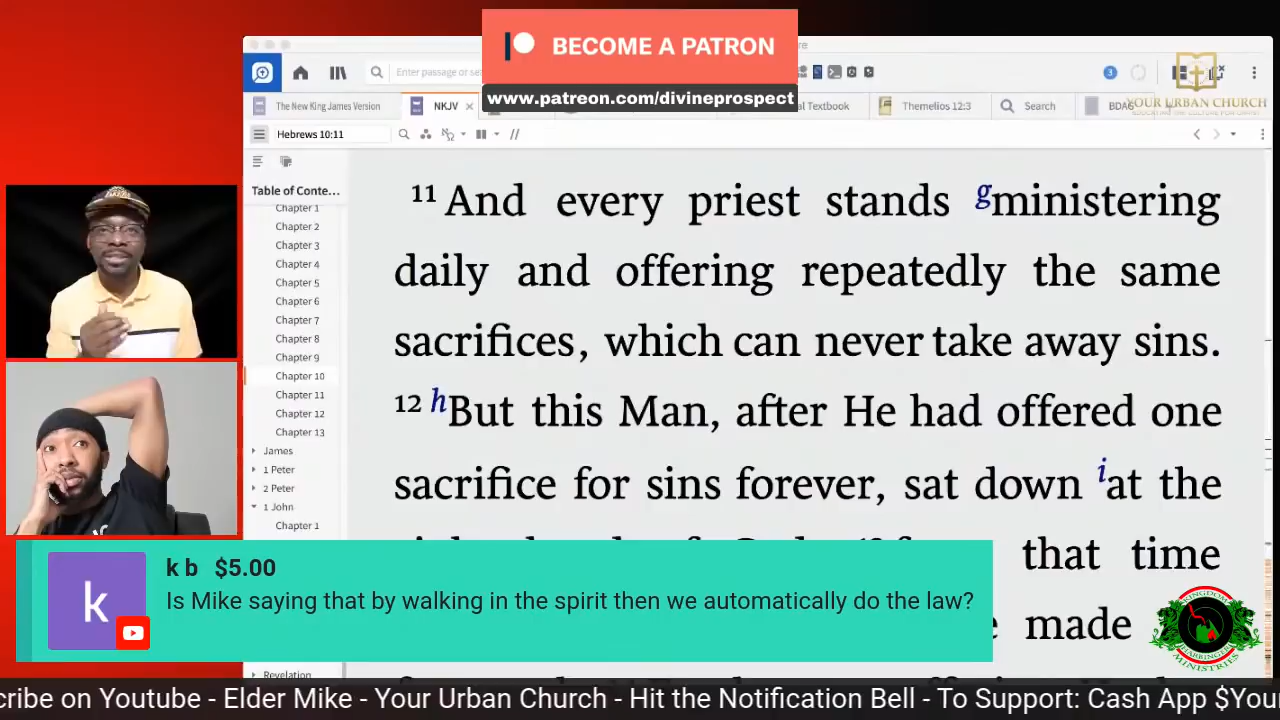 BECOME A PATRON
www.patreon.com/divineprospect
Enter passage or
3
YOUR URBAN CHURCH
The New King James Version
NKJV
al Textbook
Themelios 12:3
Search
BDAG
Hebrews 10:11
Table of Conte...
Chapter 1
Chapter 2
Chapter 3
Chapter 4
Chapter 5
Chapter 6
Chapter 7
Chapter 8
Chapter 9
Chapter 10
Chapter 11
Chapter 12
Chapter 13
James
1 Peter
2 Peter
1 John
Chapter 1
Revelation
11 And every priest stands g ministering
daily and offering repeatedly the same
sacrifices, which can never take away sins.
12 h But this Man, after He had offered one
sacrifice for sins forever, sat down i at the
that time
made
k b $5.00
k
Is Mike saying that by walking in the spirit then we automatically do the law?
KINGDOM
HARBINGERS
MINISTRIES
cribe on Youtube - Elder Mike - Your Urban Church - Hit the Notification Bell - To Support: Cash App $You